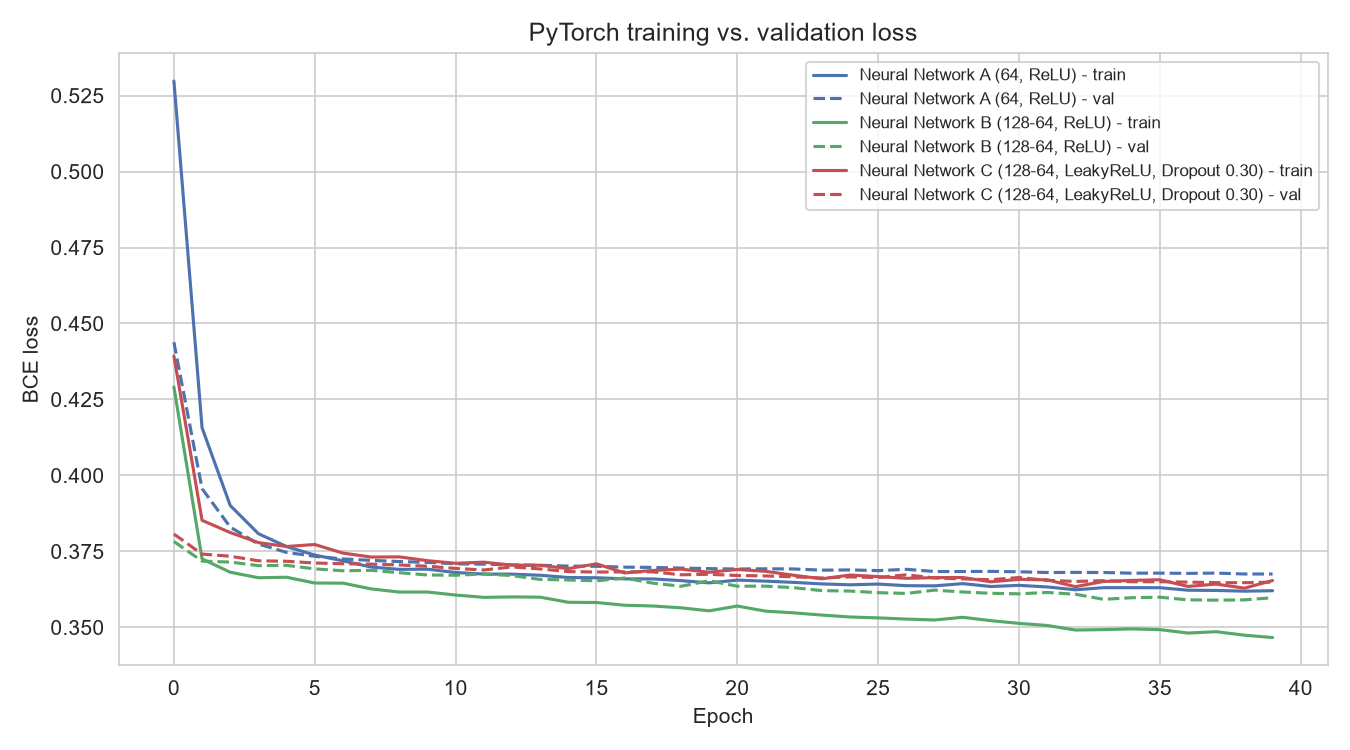 PyTorch training vs. validation loss
Neural Network A (64, ReLU) - train
Neural Network A (64, ReLU) - val
Neural Network B (128-64, ReLU) - train
Neural Network B (128-64, ReLU) - val
Neural Network C (128-64, LeakyReLU, Dropout 0.30) - train
Neural Network C (128-64, LeakyReLU, Dropout 0.30) - val
BCE loss
0.525
0.500
0.475
0.450
0.425
0.400
0.375
0.350
0 5 10 15 20 25 30 35 40
Epoch